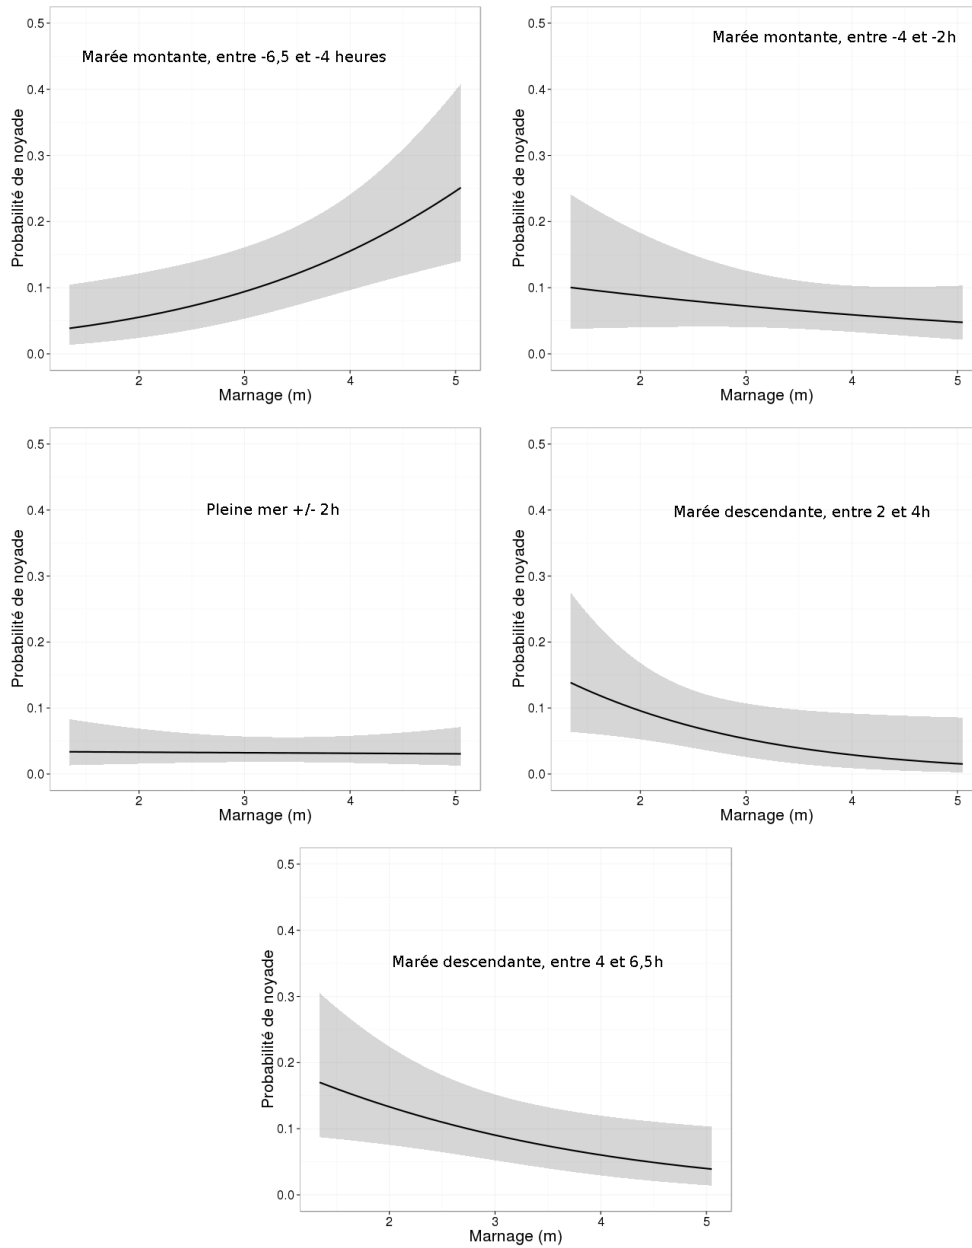 0.5
Marée montante, entre -6,5 et -4 heures
0.4
0.3
0.2
0.1
0.0
Probabilité de noyade
2 3 4 5
Marnage (m)
0.5
Marée montante, entre -4 et -2h
0.4
0.3
0.2
0.1
0.0
Probabilité de noyade
2 3 4 5
Marnage (m)
0.5
0.4
Pleine mer +/- 2h
0.3
0.2
0.1
0.0
Probabilité de noyade
2 3 4 5
Marnage (m)
0.5
0.4
Marée descendante, entre 2 et 4h
0.3
0.2
0.1
0.0
Probabilité de noyade
2 3 4 5
Marnage (m)
0.5
0.4
Marée descendante, entre 4 et 6,5h
0.3
0.2
0.1
0.0
Probabilité de noyade
2 3 4 5
Marnage (m)